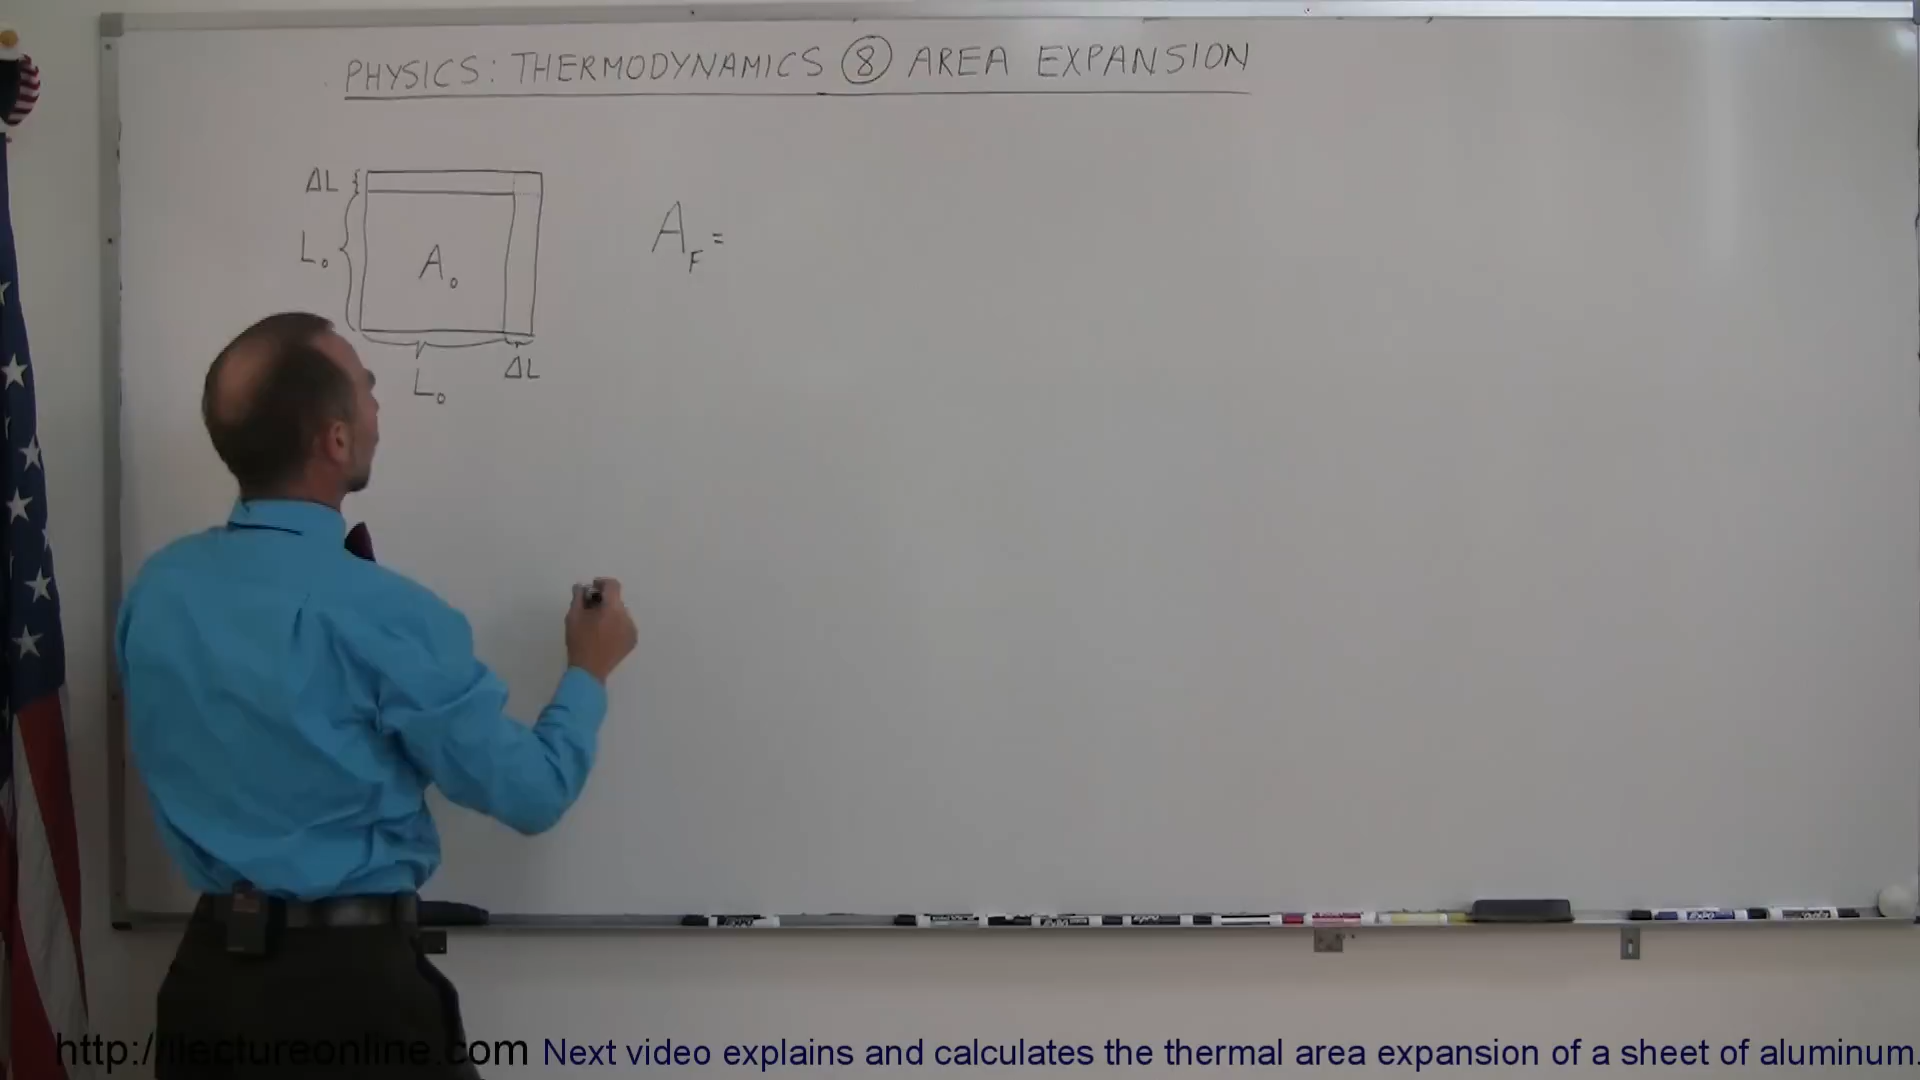 PHYSICS: THERMODYNAMICS ⑧ AREA EXPANSION
ΔL
L₀
A₀
A_F =
ΔL
L₀
EXPO
http://ilectureonline.com Next video explains and calculates the thermal area expansion of a sheet of aluminum.